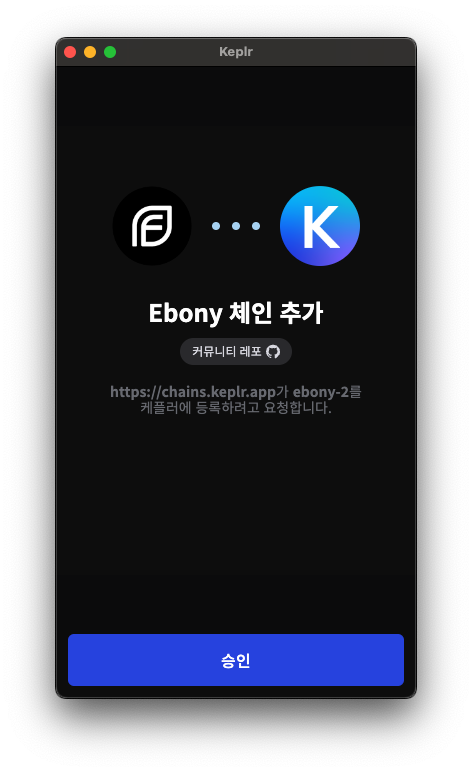 Keplr
Ebony 체인 추가
커뮤니티 레포
https://chains.keplr.app가 ebony-2를
케플러에 등록하려고 요청합니다.
승인